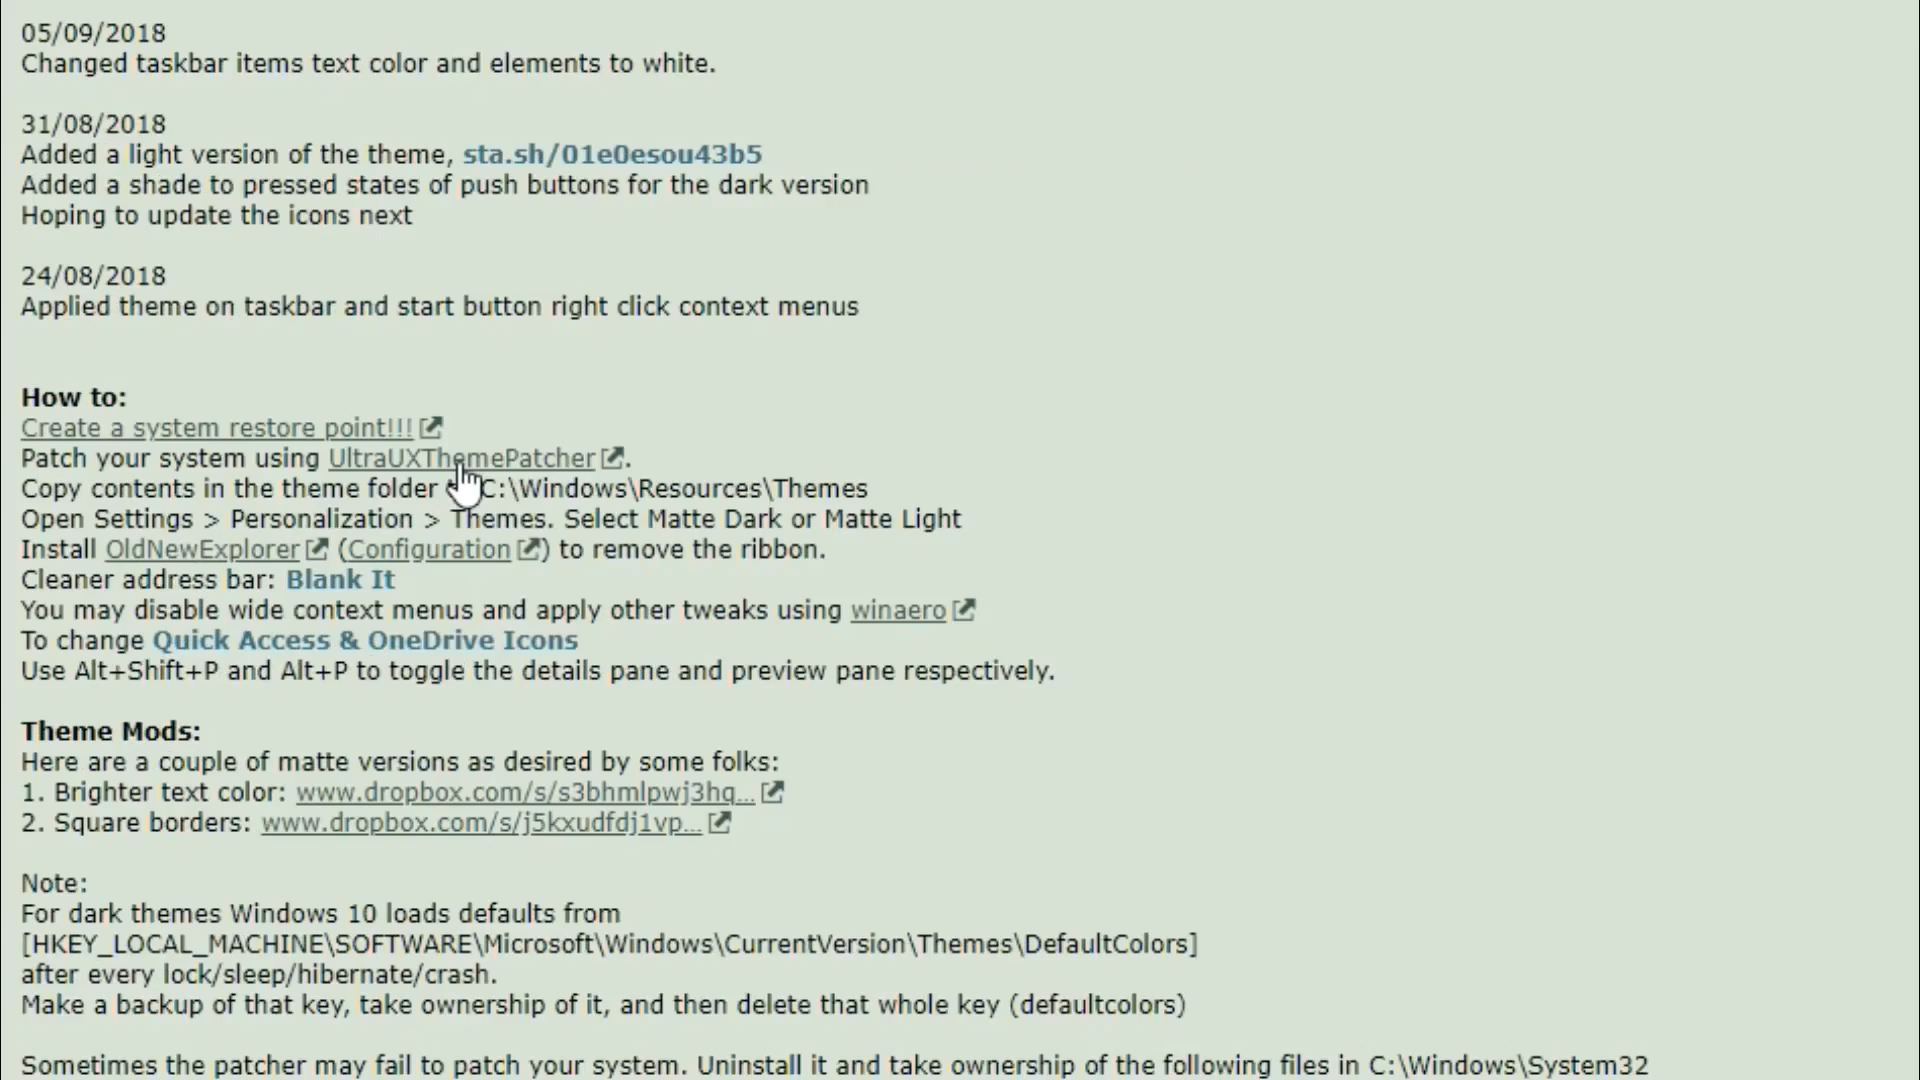 05/09/2018
Changed taskbar items text color and elements to white.
31/08/2018
Added a light version of the theme, sta.sh/01e0esou43b5
Added a shade to pressed states of push buttons for the dark version
Hoping to update the icons next
24/08/2018
Applied theme on taskbar and start button right click context menus
How to:
Create a system restore point!!!
Patch your system using UltraUXThemePatcher.
Copy contents in the theme folder C:\Windows\Resources\Themes
Open Settings > Personalization > Themes. Select Matte Dark or Matte Light
Install OldNewExplorer (Configuration) to remove the ribbon.
Cleaner address bar: Blank It
You may disable wide context menus and apply other tweaks using winaero
To change Quick Access & OneDrive Icons
Use Alt+Shift+P and Alt+P to toggle the details pane and preview pane respectively.
Theme Mods:
Here are a couple of matte versions as desired by some folks:
1. Brighter text color: www.dropbox.com/s/s3bhmlpwj3hq...
2. Square borders: www.dropbox.com/s/j5kxudfdj1vp...
Note:
For dark themes Windows 10 loads defaults from
[HKEY_LOCAL_MACHINE\SOFTWARE\Microsoft\Windows\CurrentVersion\Themes\DefaultColors]
after every lock/sleep/hibernate/crash.
Make a backup of that key, take ownership of it, and then delete that whole key (defaultcolors)
Sometimes the patcher may fail to patch your system. Uninstall it and take ownership of the following files in C:\Windows\System32